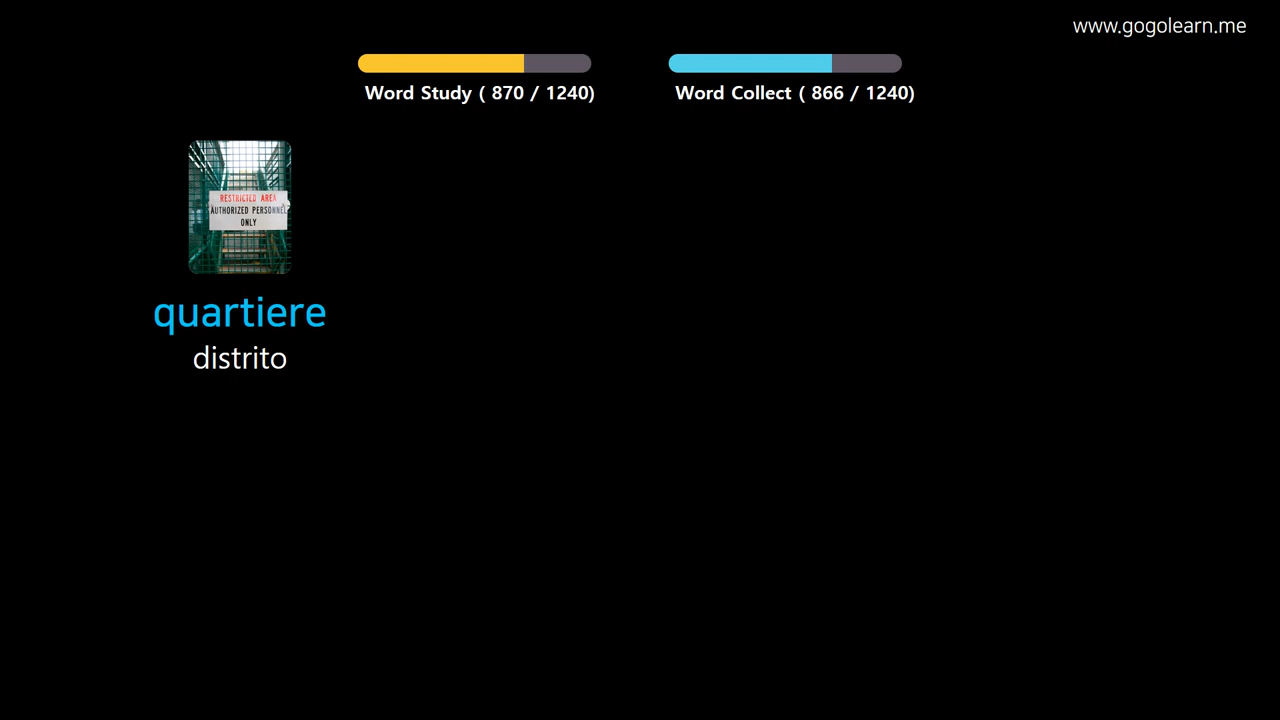 www.gogolearn.me
Word Study ( 870 / 1240)
Word Collect ( 866 / 1240)
RESTRICTED AREA
AUTHORIZED PERSONNEL
ONLY
quartiere
distrito